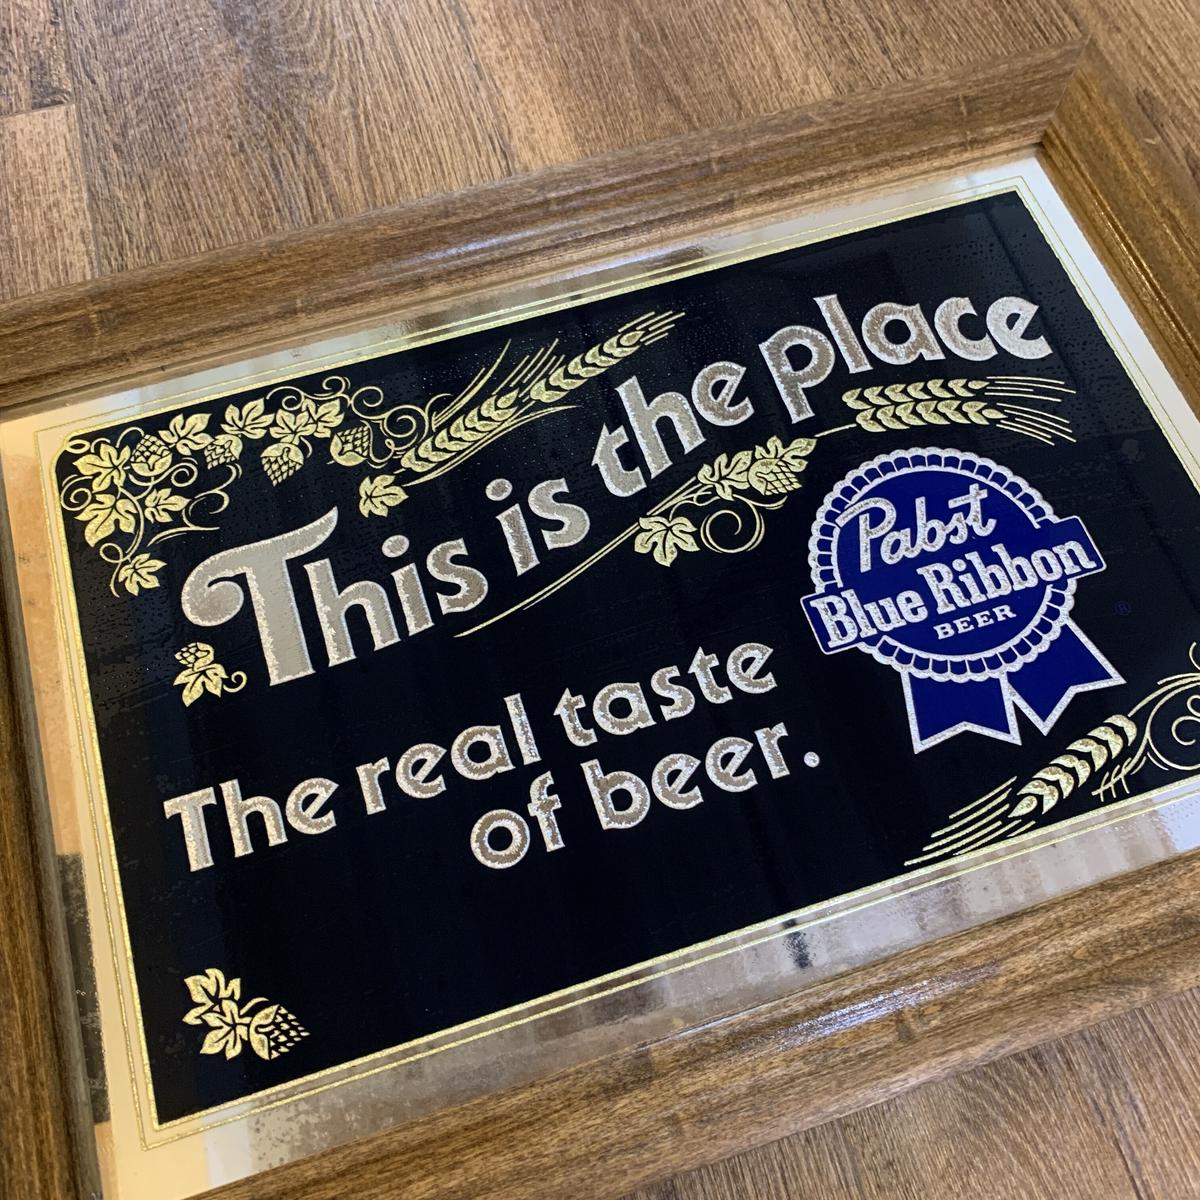 This is the place
Pabst
Blue Ribbon
BEER
®
The real taste
of beer.